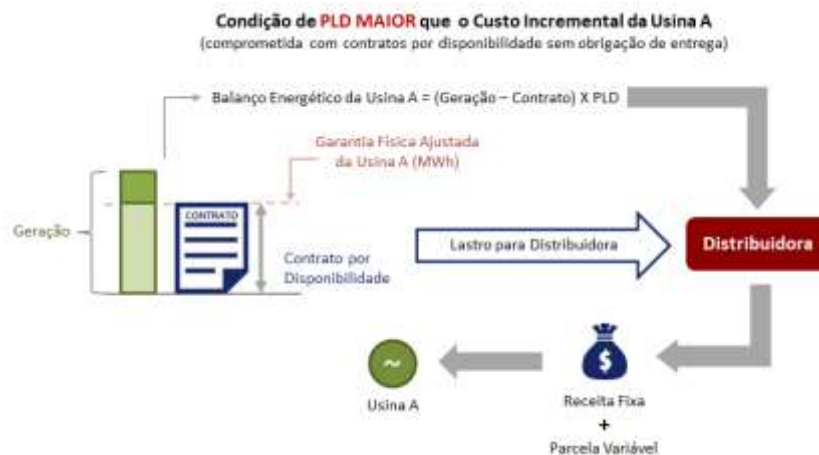 Condição de PLD MAIOR que o Custo Incremental da Usina A
(comprometida com contratos por disponibilidade sem obrigação de entrega)
Balanço Energético da Usina A = (Geração – Contrato) X PLD
Garantia Física Ajustada
da Usina A (MWh)
CONTRATO
Geração
Contrato por
Disponibilidade
Lastro para Distribuidora
Distribuidora
~
$
Usina A
Receita Fixa
+
Parcela Variável